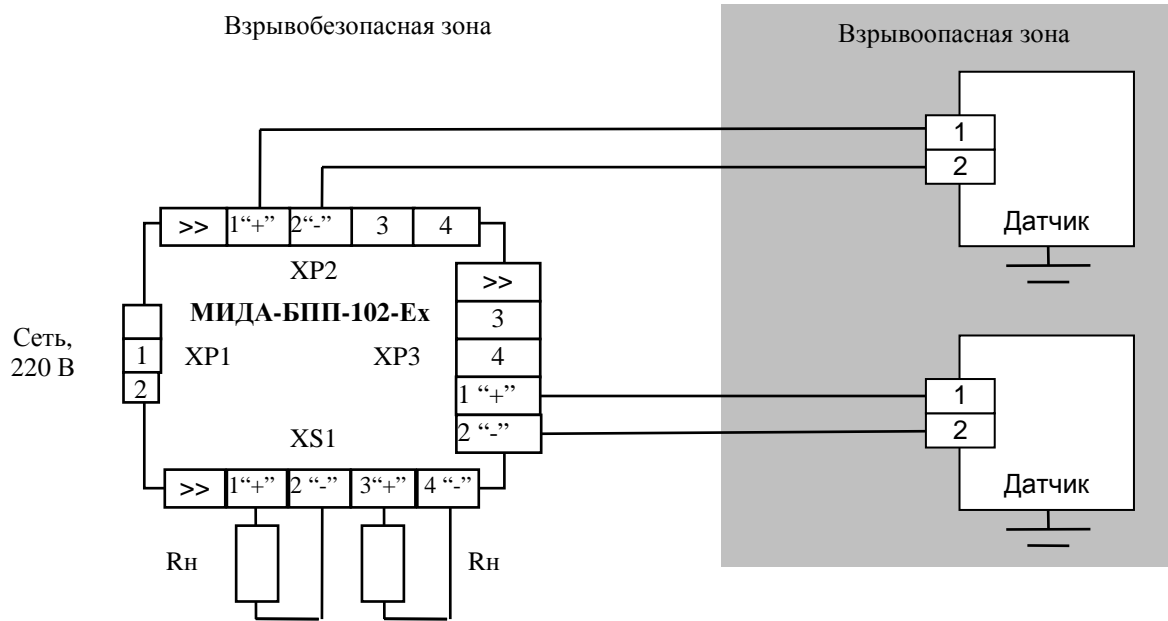 Взрывобезопасная зона
Взрывоопасная зона
1
2
Датчик
>> 1“+” 2“-” 3 4
XP2
>>
МИДА-БПП-102-Ex
3
Сеть,
220 В
1
XP1
XP3
4
2
1 “+”
1
2 “-”
2
XS1
>> 1“+” 2 “-” 3“+” 4 “-”
Датчик
Rн
Rн